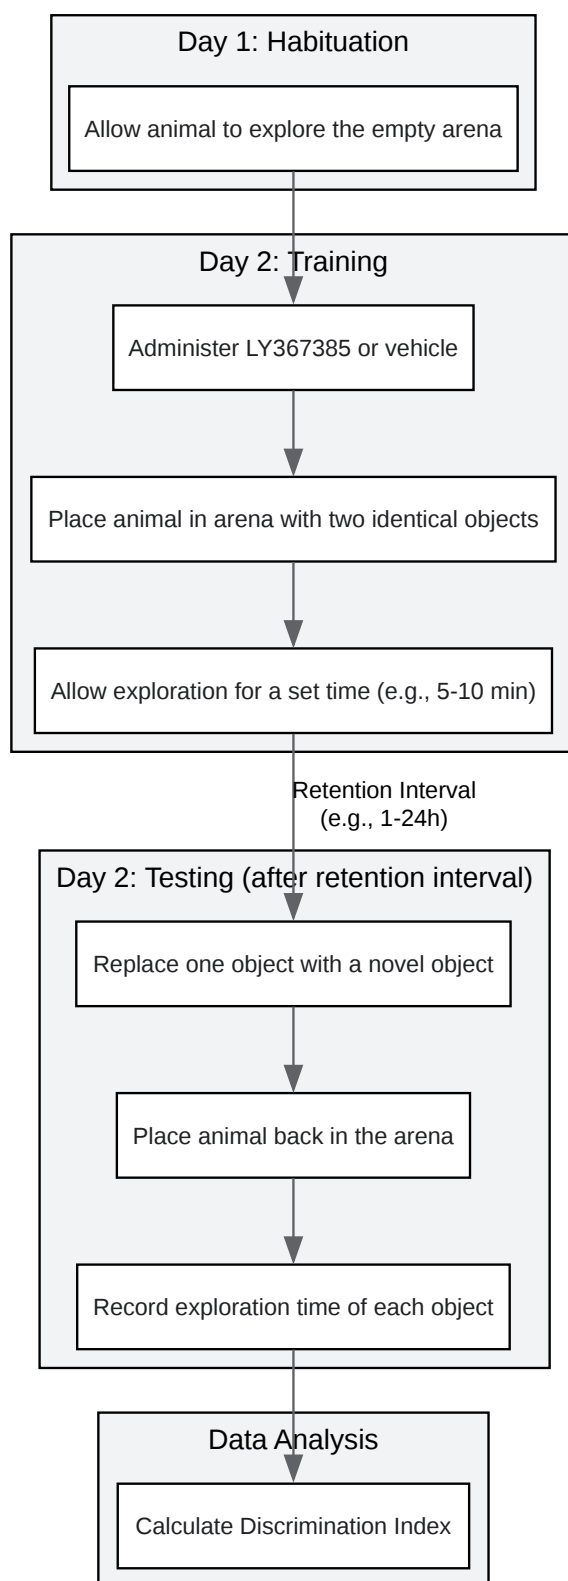 Day 1: Habituation
Allow animal to explore the empty arena
Day 2: Training
Administer LY367385 or vehicle
Place animal in arena with two identical objects
Allow exploration for a set time (e.g., 5-10 min)
Retention Interval
(e.g., 1-24h)
Day 2: Testing (after retention interval)
Replace one object with a novel object
Place animal back in the arena
Record exploration time of each object
Data Analysis
Calculate Discrimination Index